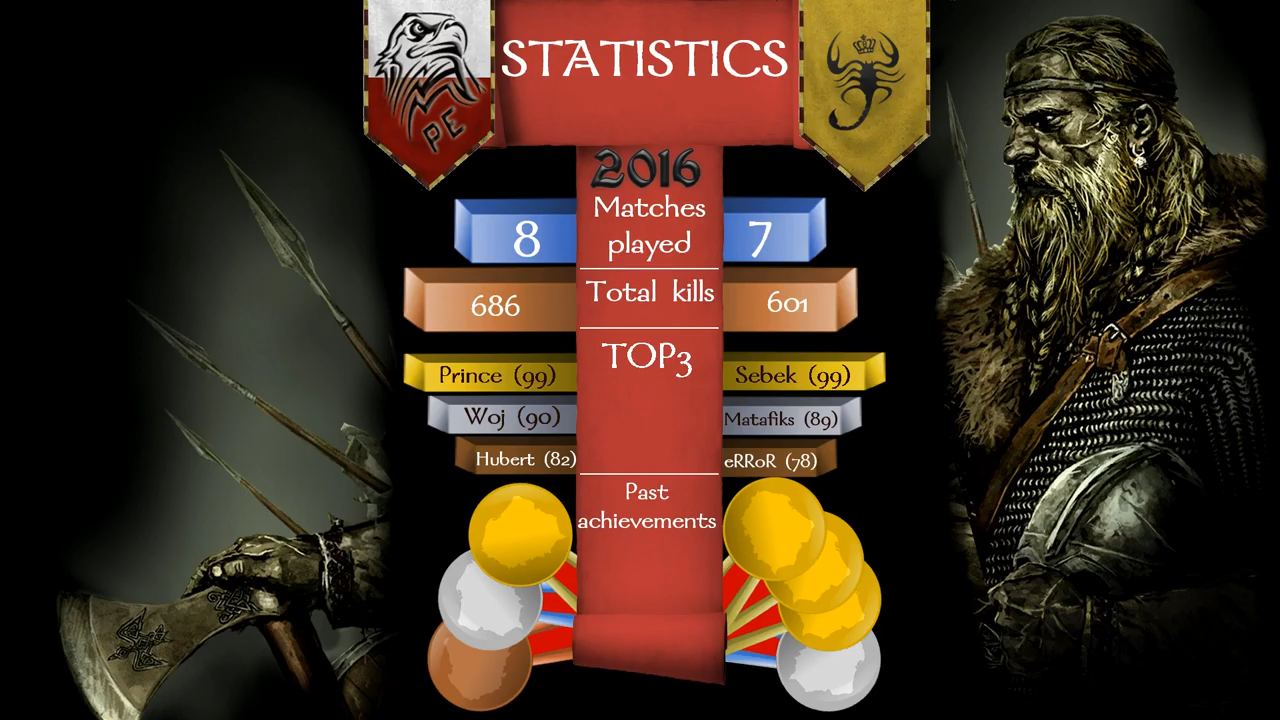 STATISTICS
PE
2016
Matches
played
8
7
Total kills
686
601
TOP3
Prince (99)
Sebek (99)
Woj (90)
Matafiks (89)
Hubert (82)
eRRoR (78)
Past
achievements